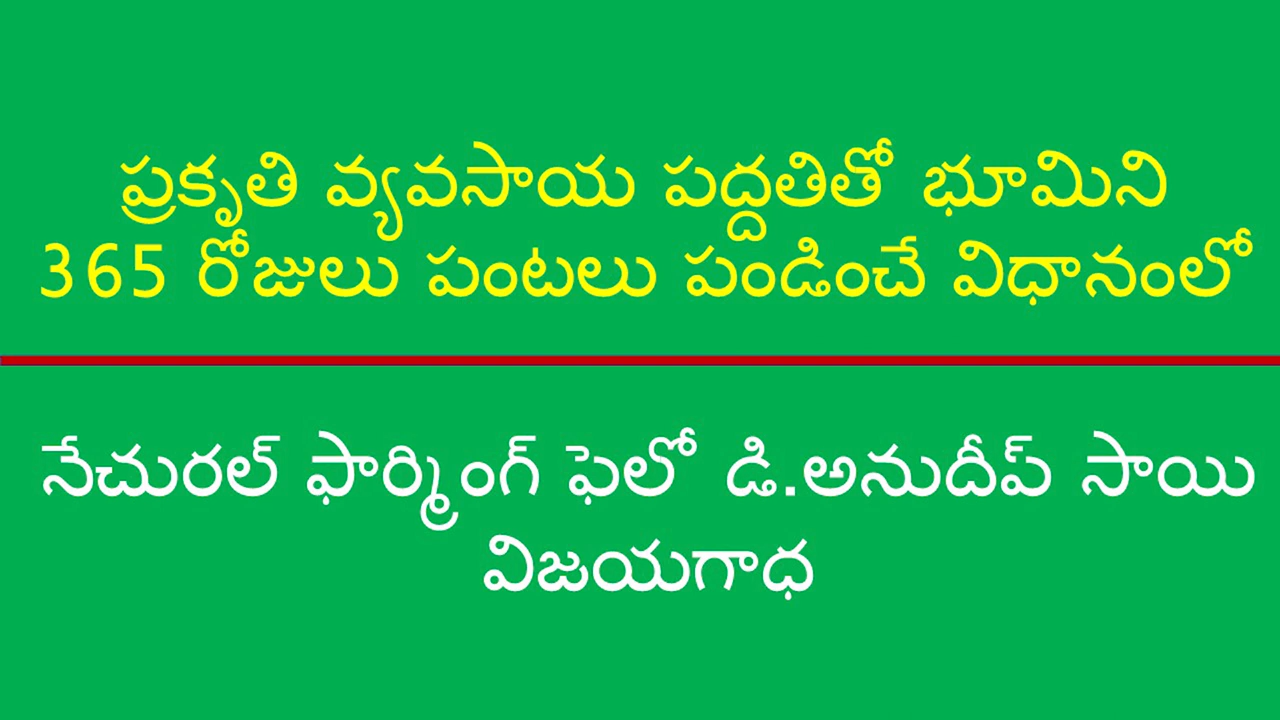 ప్రకృతి వ్యవసాయ పద్దతితో భూమిని
365 రోజులు పంటలు పండించే విధానంలో
నేచురల్ ఫార్మింగ్ ఫెలో డి.అనుదీప్ సాయి
విజయగాధ